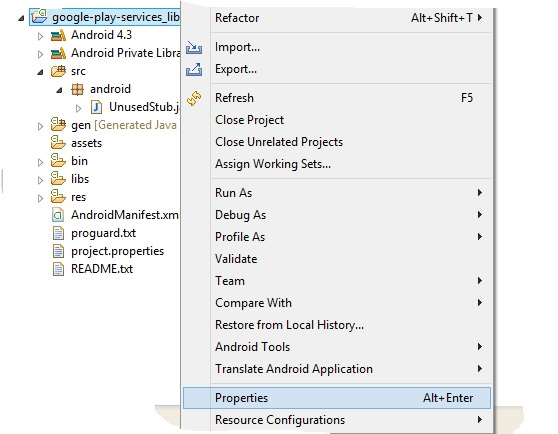 google-play-services_lib
Android 4.3
Android Private Libra
src
android
UnusedStub.j
gen [Generated Java
assets
bin
libs
res
AndroidManifest.xm
proguard.txt
project.properties
README.txt
Refactor Alt+Shift+T
Import...
Export...
Refresh F5
Close Project
Close Unrelated Projects
Assign Working Sets...
Run As
Debug As
Profile As
Validate
Team
Compare With
Restore from Local History...
Android Tools
Translate Android Application
Properties Alt+Enter
Resource Configurations